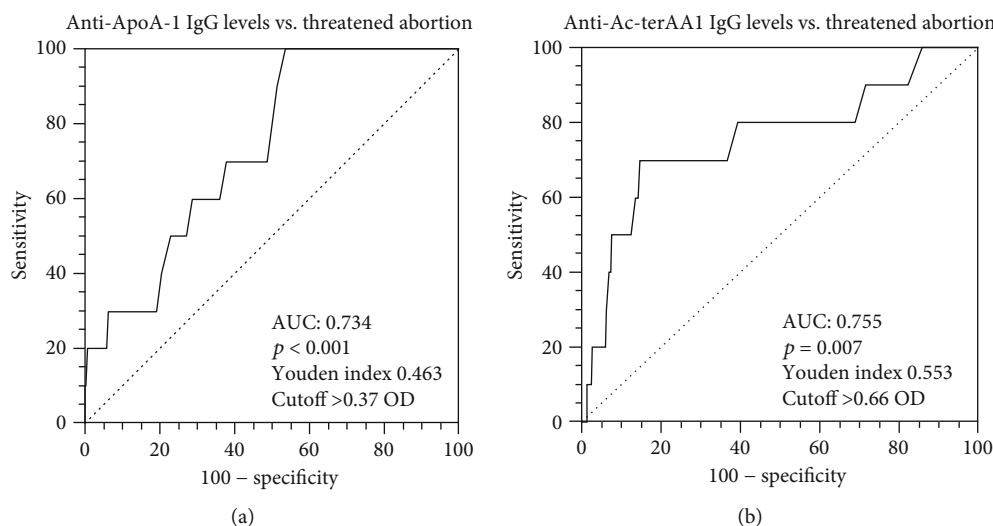 Anti-ApoA-1 IgG levels vs. threatened abortion
100
80
60
40
20
0
Sensitivity
AUC: 0.734
p < 0.001
Youden index 0.463
Cutoff >0.37 OD
0 20 40 60 80 100
100 − specificity
(a)
Anti-Ac-terAA1 IgG levels vs. threatened abortion
100
80
60
40
20
0
Sensitivity
AUC: 0.755
p = 0.007
Youden index 0.553
Cutoff >0.66 OD
0 20 40 60 80 100
100 − specificity
(b)